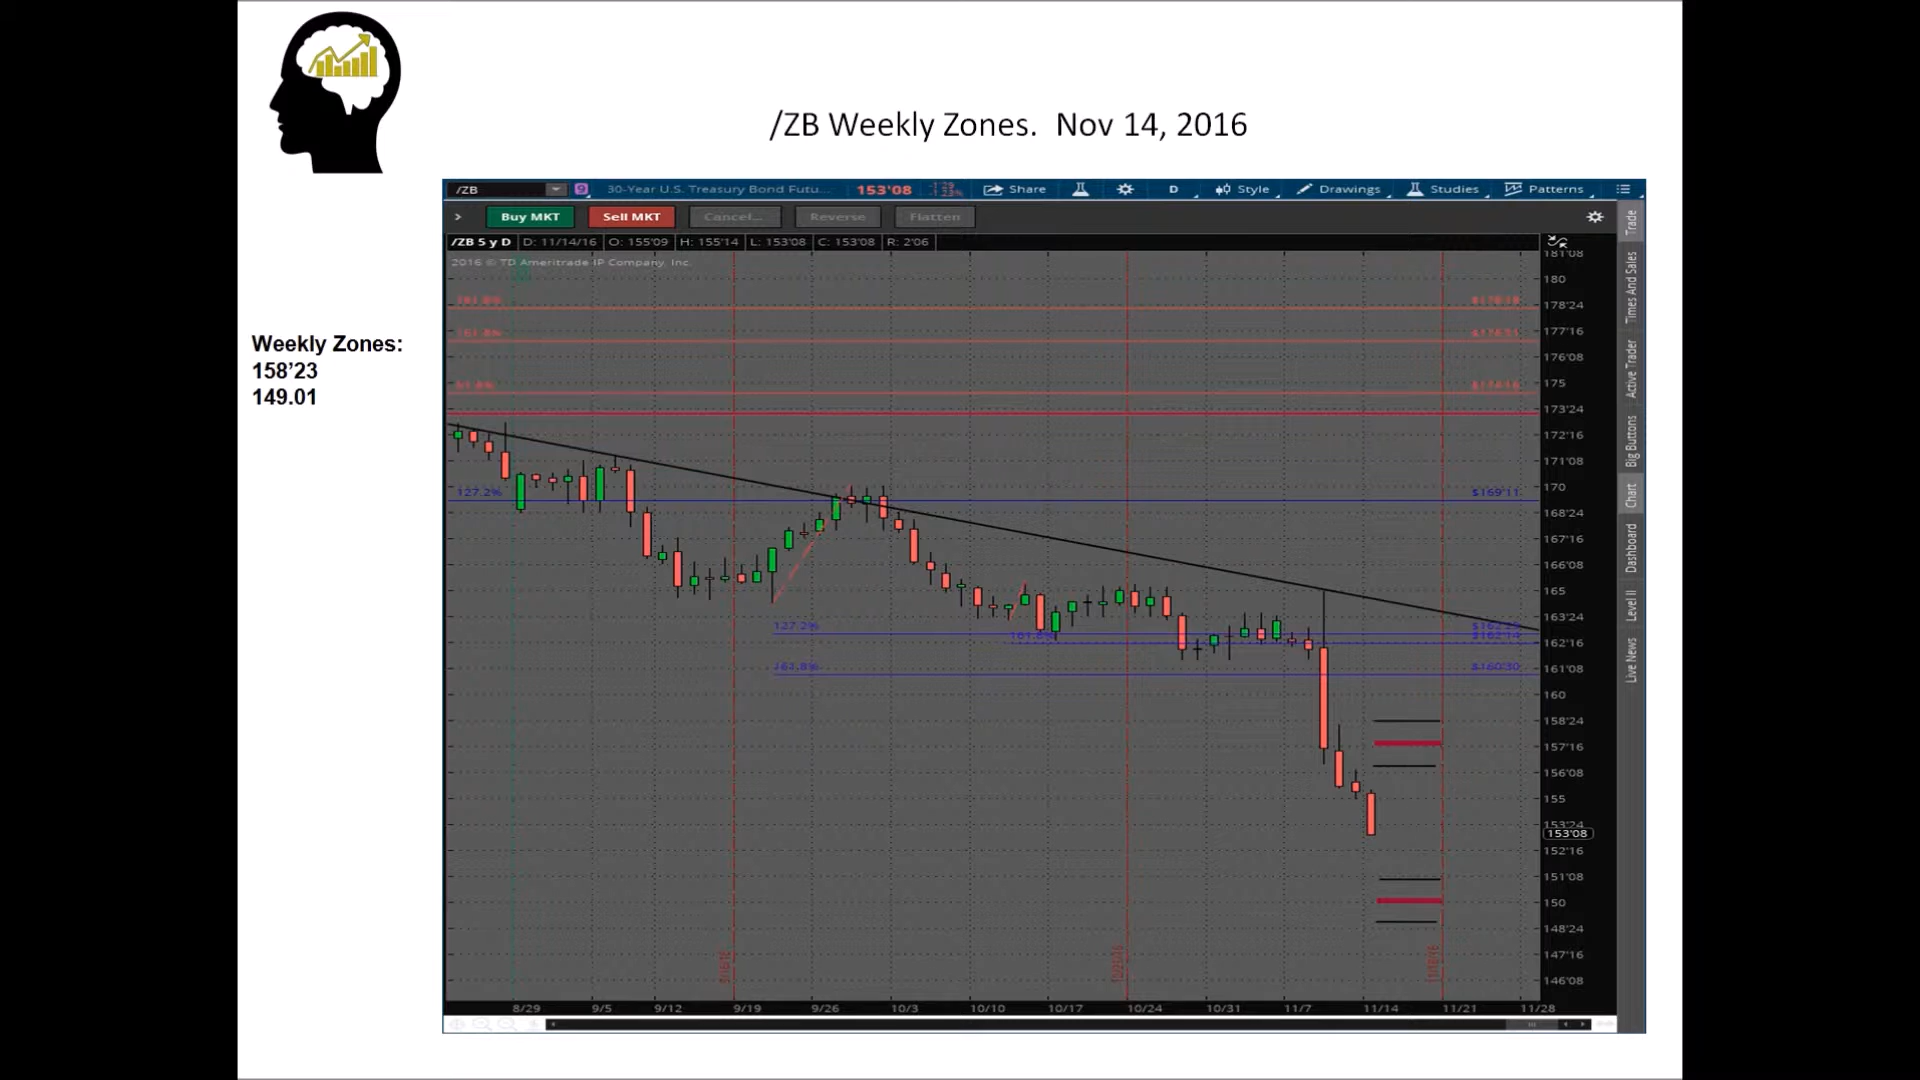 /ZB Weekly Zones.  Nov 14, 2016
Weekly Zones:
158’23
149.01
/ZB 9 30-Year U.S. Treasury Bond Futu... 153'08 Share D Style Drawings Studies Patterns
> Buy MKT Sell MKT Cancel... Reverse Flatten
/ZB 5 y D D: 11/14/16 O: 155'09 H: 155'14 L: 153'08 C: 153'08 R: 2'06
2016 © TD Ameritrade IP Company, Inc.
181'08
180
178'24
177'16
176'08
175
173'24
172'16
171'08
170
127.2% $169'11
168'24
167'16
166'08
165
163'24
127.2%
161.8% $162'14
162'16
161.8% $160'30
161'08
160
158'24
157'16
156'08
155
153'24
153'08
152'16
151'08
150
148'24
147'16
146'08
8/29 9/5 9/12 9/19 9/26 10/3 10/10 10/17 10/24 10/31 11/7 11/14 11/21 11/28
Trade
Times And Sales
Active Trader
Big Buttons
Chart
Dashboard
Level II
Live News